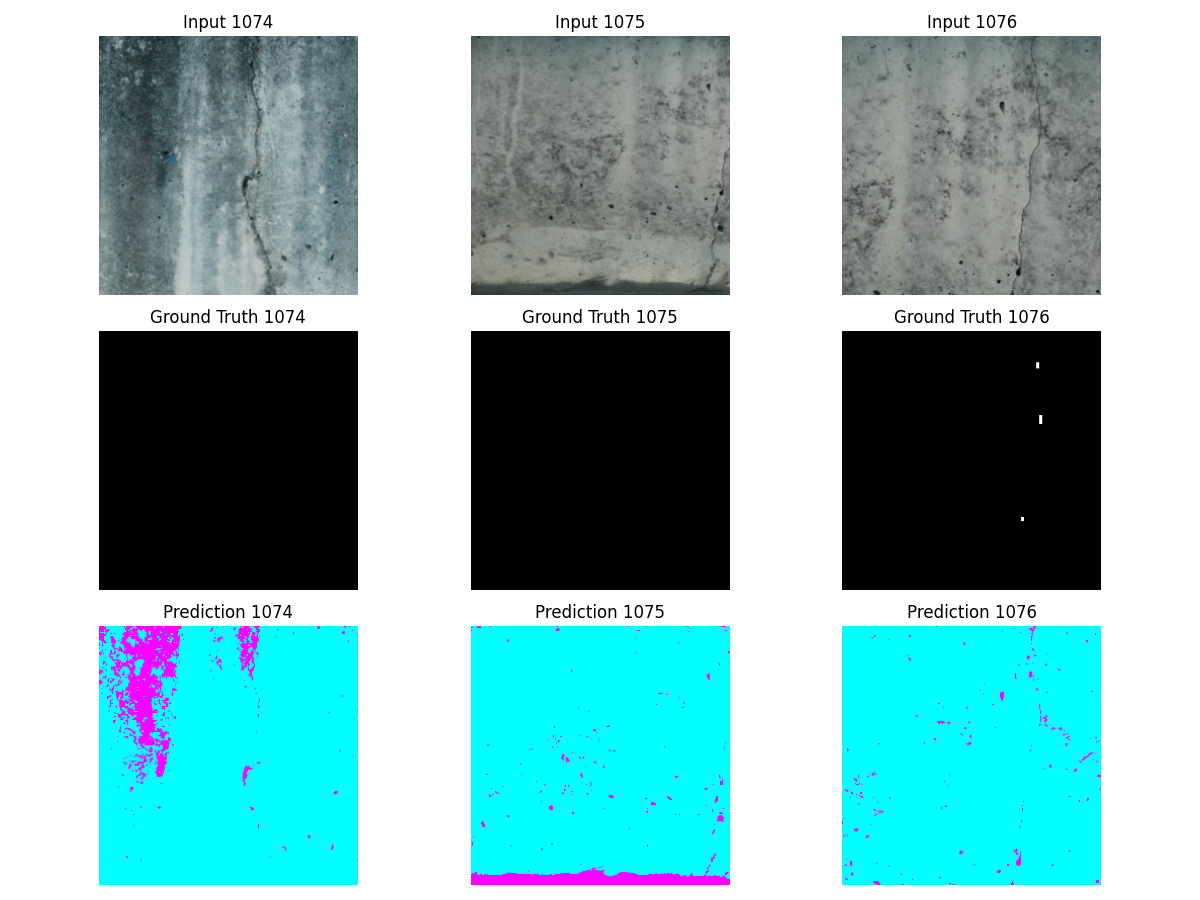 Input 1074
Input 1075
Input 1076
Ground Truth 1074
Ground Truth 1075
Ground Truth 1076
Prediction 1074
Prediction 1075
Prediction 1076